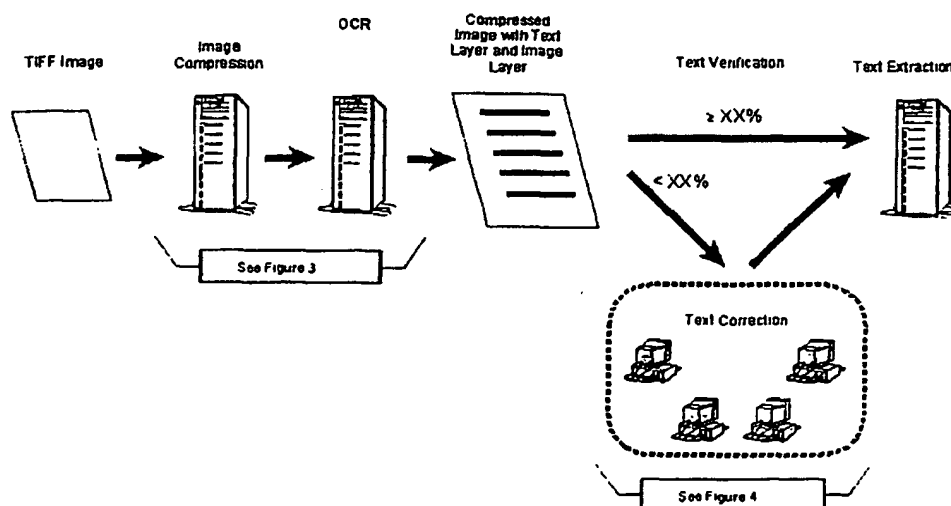 TIFF Image
Image
Compression
OCR
Compressed
Image with Text
Layer and Image
Layer
Text Verification
Text Extraction
≥ XX%
< XX%
See Figure 3
Text Correction
See Figure 4